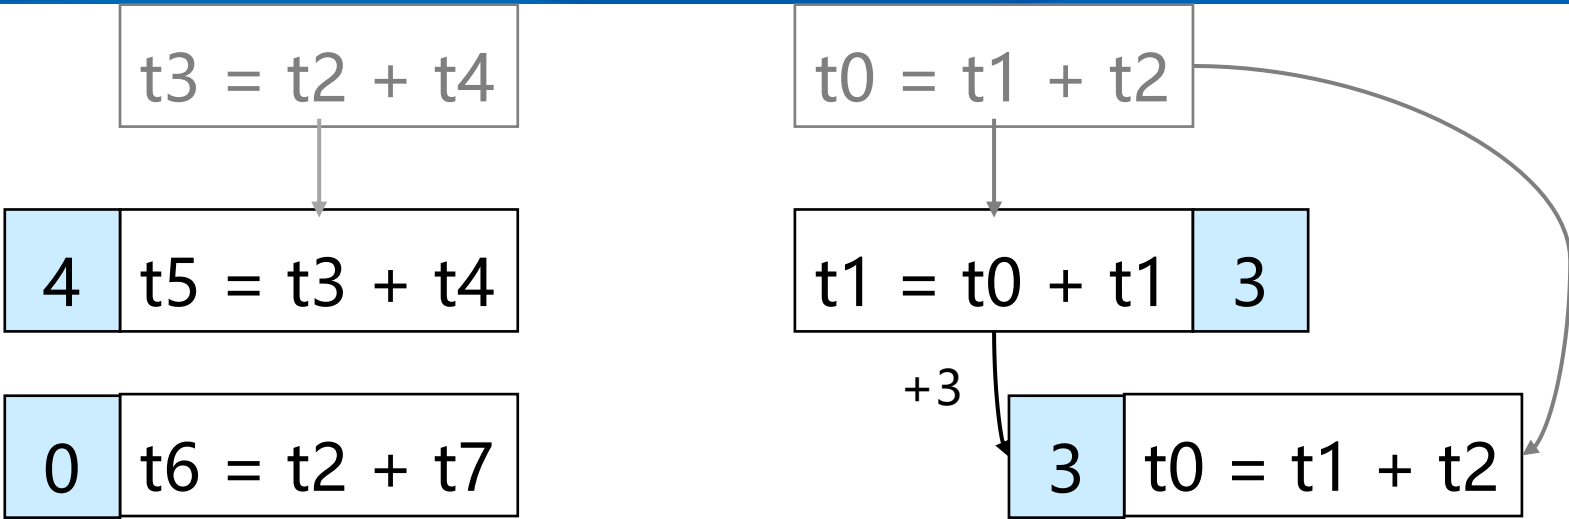 t3 = t2 + t4
t0 = t1 + t2
4 t5 = t3 + t4
t1 = t0 + t1 3
+3
0 t6 = t2 + t7
3 t0 = t1 + t2